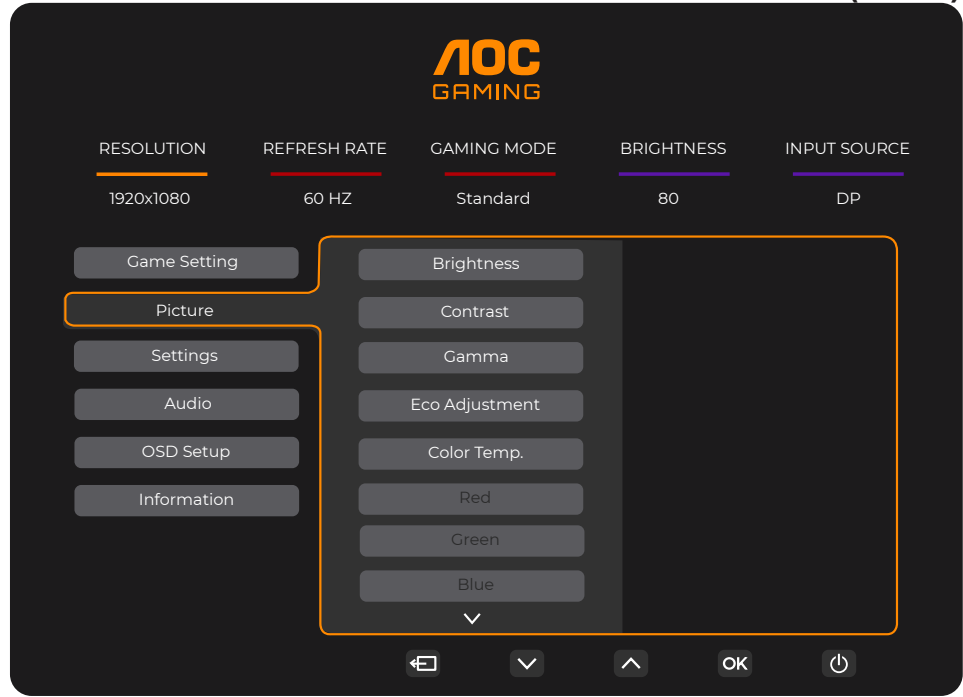 AOC
GAMING
RESOLUTION REFRESH RATE GAMING MODE BRIGHTNESS INPUT SOURCE
1920x1080 60 HZ Standard 80 DP
Game Setting
Picture
Settings
Audio
OSD Setup
Information
Brightness
Contrast
Gamma
Eco Adjustment
Color Temp.
Red
Green
Blue
OK